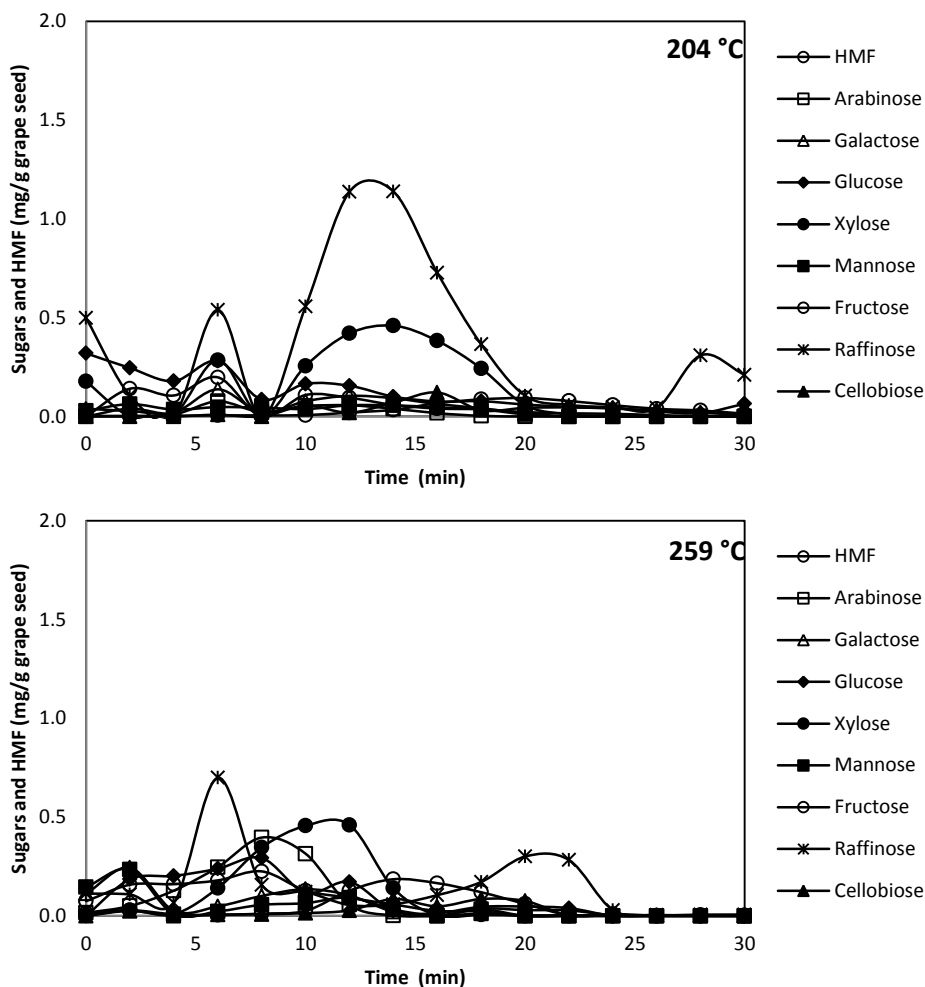 2.0
204 °C
HMF
Arabinose
1.5
Galactose
Glucose
1.0
Xylose
Mannose
0.5
Fructose
Raffinose
0.0
Cellobiose
0 5 10 15 20 25 30
Time (min)
Sugars and HMF (mg/g grape seed)
2.0
259 °C
HMF
Arabinose
1.5
Galactose
Glucose
1.0
Xylose
Mannose
0.5
Fructose
Raffinose
0.0
Cellobiose
0 5 10 15 20 25 30
Time (min)
Sugars and HMF (mg/g grape seed)